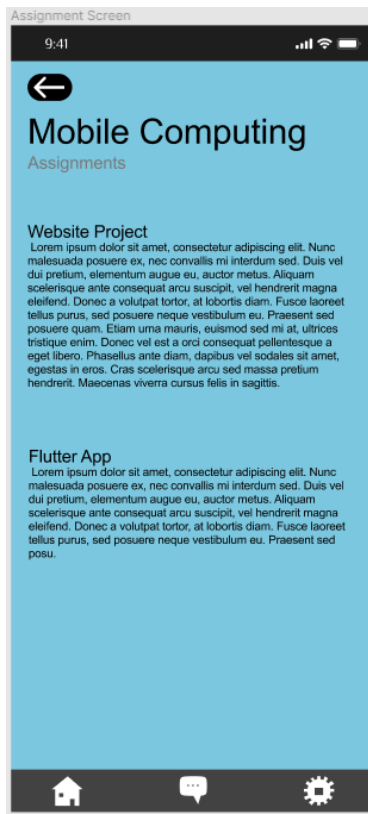 Assignment Screen
9:41
Mobile Computing
Assignments
Website Project
Lorem ipsum dolor sit amet, consectetur adipiscing elit. Nunc
malesuada posuere ex, nec convallis mi interdum sed. Duis vel
dui pretium, elementum augue eu, auctor metus. Aliquam
scelerisque ante consequat arcu suscipit, vel hendrerit magna
eleifend. Donec a volutpat tortor, at lobortis diam. Fusce laoreet
tellus purus, sed posuere neque vestibulum eu. Praesent sed
posuere quam. Etiam urna mauris, euismod sed mi at, ultrices
tristique enim. Donec vel est a orci consequat pellentesque a
eget libero. Phasellus ante diam, dapibus vel sodales sit amet,
egestas in eros. Cras scelerisque arcu sed massa pretium
hendrerit. Maecenas viverra cursus felis in sagittis.
Flutter App
Lorem ipsum dolor sit amet, consectetur adipiscing elit. Nunc
malesuada posuere ex, nec convallis mi interdum sed. Duis vel
dui pretium, elementum augue eu, auctor metus. Aliquam
scelerisque ante consequat arcu suscipit, vel hendrerit magna
eleifend. Donec a volutpat tortor, at lobortis diam. Fusce laoreet
tellus purus, sed posuere neque vestibulum eu. Praesent sed
posu.